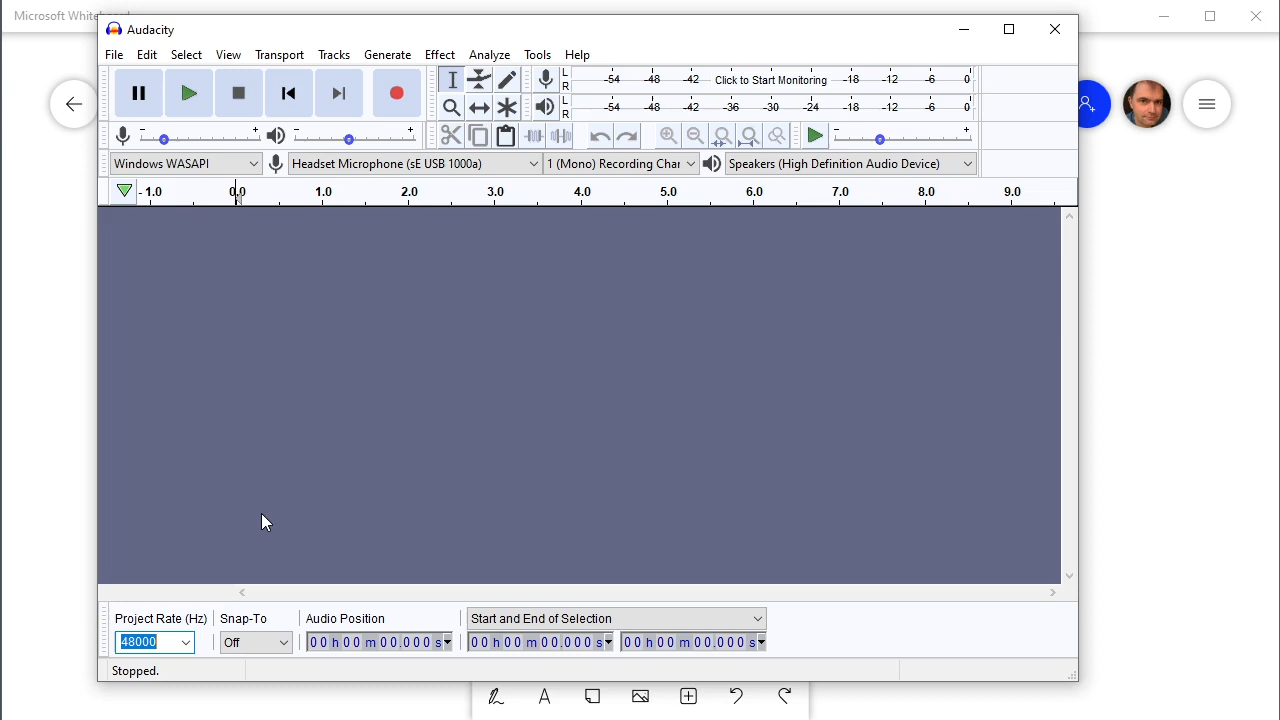 Microsoft Whiteboard
Audacity
File Edit Select View Transport Tracks Generate Effect Analyze Tools Help
L R -54 -48 -42 Click to Start Monitoring -18 -12 -6 0
L R -54 -48 -42 -36 -30 -24 -18 -12 -6 0
- + - + - +
Windows WASAPI Headset Microphone (sE USB 1000a) 1 (Mono) Recording Char Speakers (High Definition Audio Device)
- 1.0 0.0 1.0 2.0 3.0 4.0 5.0 6.0 7.0 8.0 9.0
Project Rate (Hz) Snap-To Audio Position Start and End of Selection
48000 Off 00 h 00 m 00.000 s 00 h 00 m 00.000 s 00 h 00 m 00.000 s
Stopped.